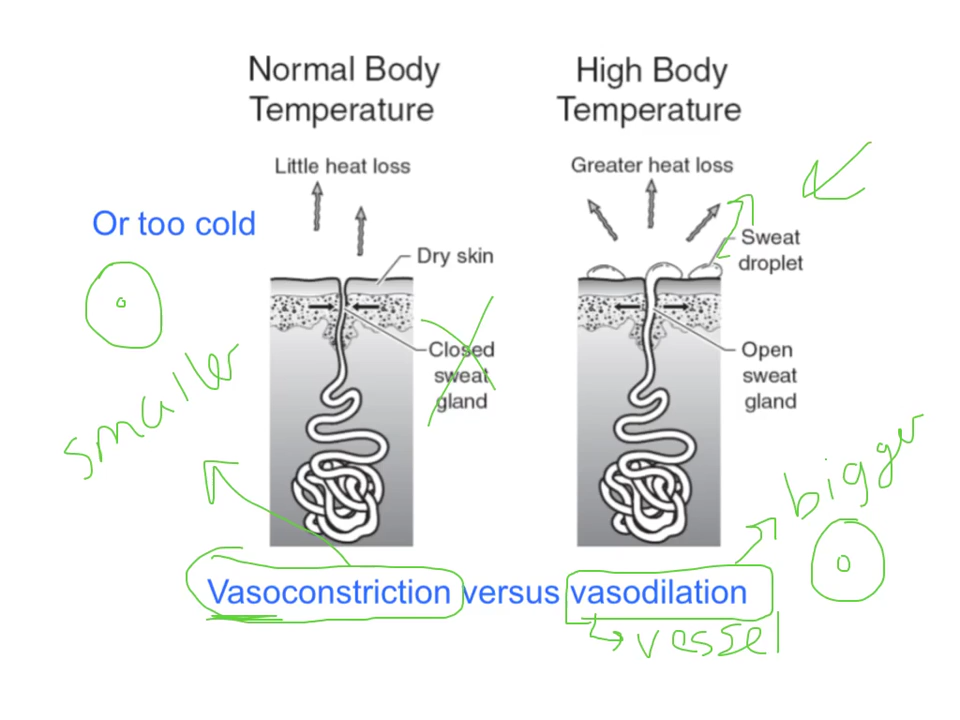 Normal Body
Temperature
High Body
Temperature
Little heat loss
Greater heat loss
Or too cold
Dry skin
Sweat
droplet
Closed
sweat
gland
Open
sweat
gland
smaller
bigger
Vasoconstriction versus vasodilation
vessel